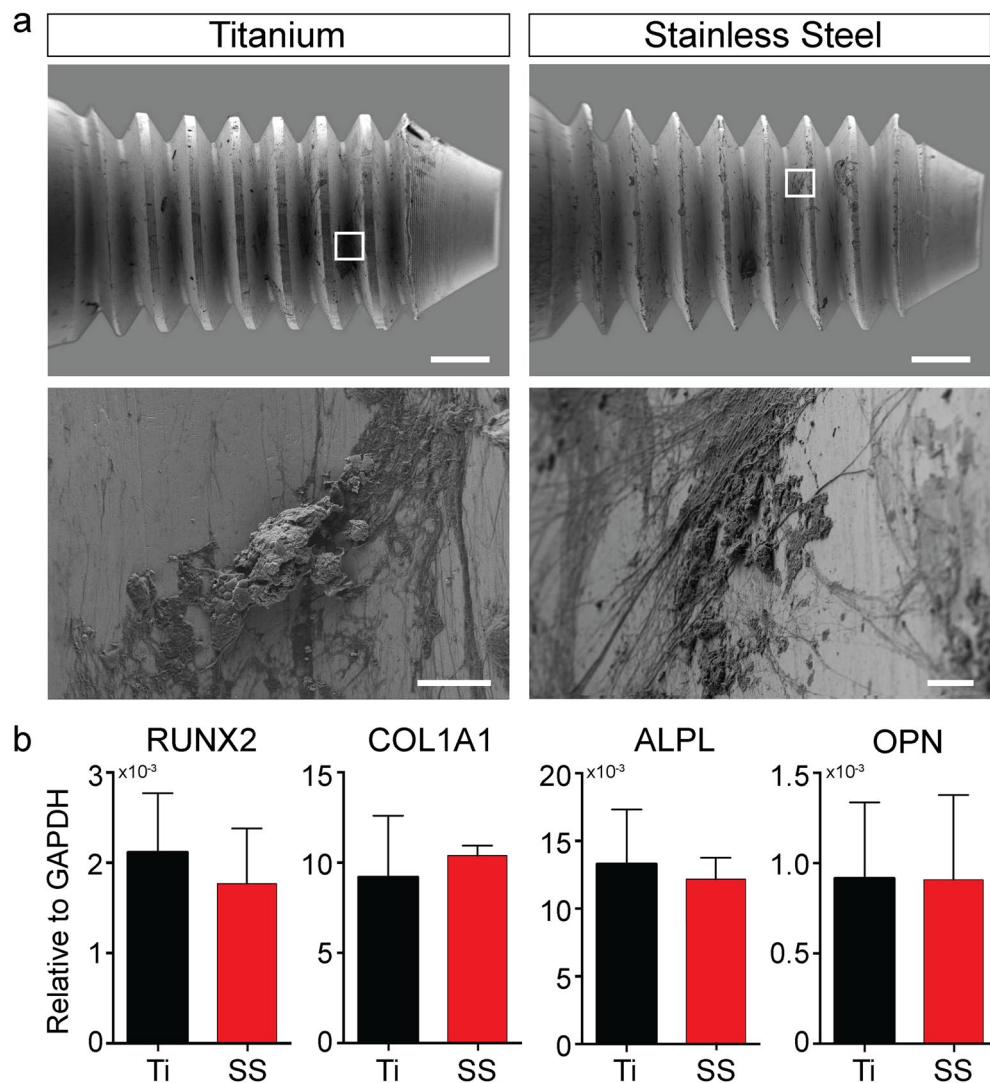 a
Titanium
Stainless Steel
b
RUNX2
COL1A1
ALPL
OPN
Relative to GAPDH
x10⁻³
3
2
1
0
Ti
SS
15
10
5
0
Ti
SS
x10⁻³
20
15
10
5
0
Ti
SS
x10⁻³
1.5
1.0
0.5
0
Ti
SS